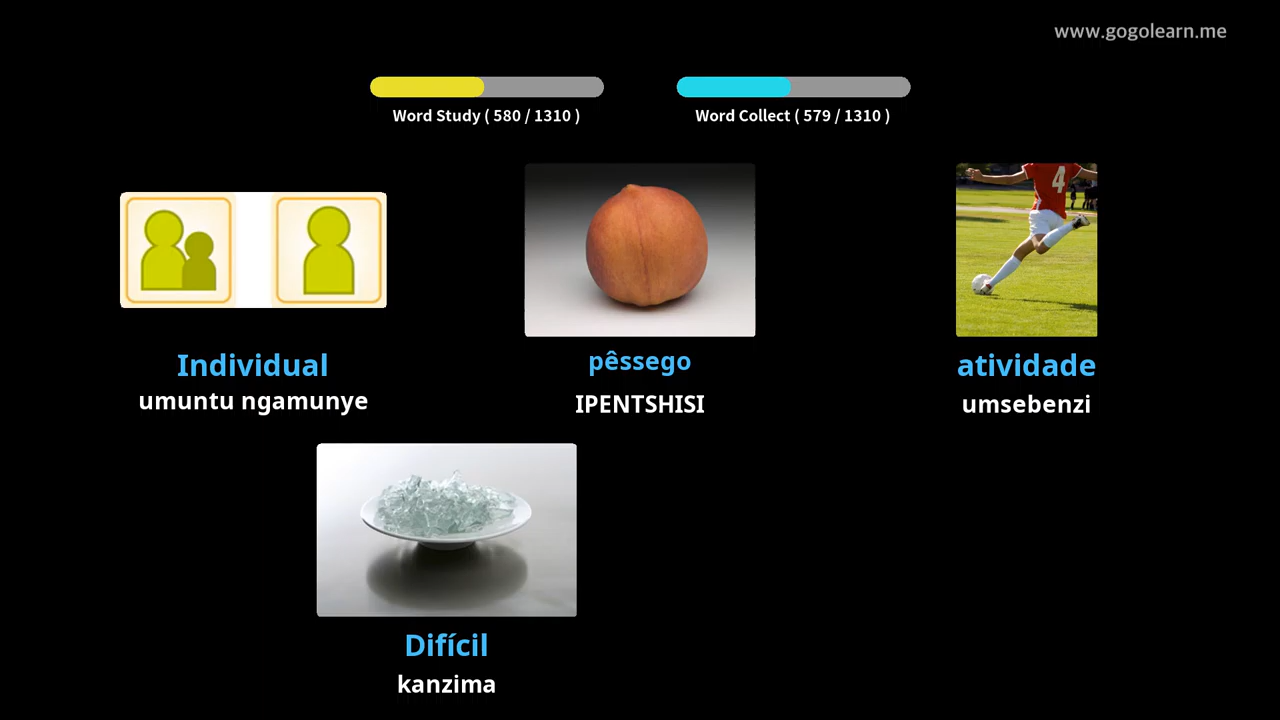 www.gogolearn.me
Word Study ( 580 / 1310 )
Word Collect ( 579 / 1310 )
4
Individual
umuntu ngamunye
pêssego
IPENTSHISI
atividade
umsebenzi
Difícil
kanzima